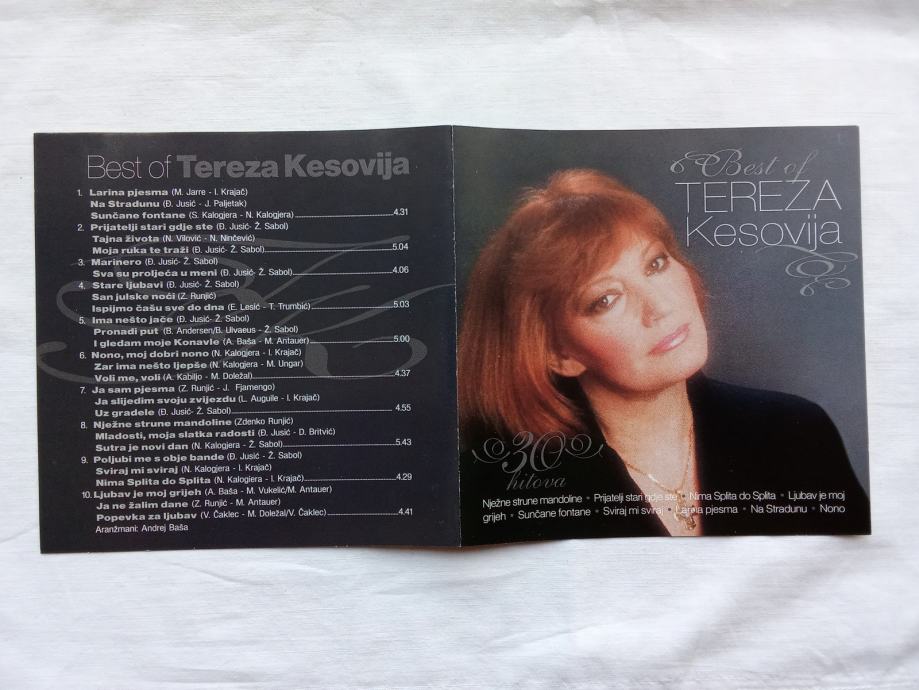 Best of Tereza Kesovija
1. Larina pjesma (M. Jarre - I. Krajač)
Na Stradunu (Đ. Jusić - J. Paljetak)
Sunčane fontane (S. Kalogjera - N. Kalogjera) 4.31
2. Prijatelji stari gdje ste (Đ. Jusić- Ž. Sabol)
Tajna života (N. Vilović - N. Ninčević)
Moja ruka te traži (Đ. Jusić- Ž. Sabol) 5.04
3. Marinero (Đ. Jusić- Ž. Sabol)
Sva su proljeća u meni (Đ. Jusić- Ž. Sabol) 4.06
4. Stare ljubavi (Đ. Jusić- Ž. Sabol)
San julske noći (Z. Runjić)
Ispijmo čašu sve do dna (E. Lesić - T. Trumbić) 5.03
5. Ima nešto jače (Đ. Jusić- Ž. Sabol)
Pronađi put (B. Andersen/B. Ulvaeus - Ž. Sabol)
I gledam moje Konavle (A. Baša - M. Antauer) 5.00
6. Nono, moj dobri nono (N. Kalogjera - I. Krajač)
Zar ima nešto ljepše (N. Kalogjera - M. Ungar)
Voli me, voli (A. Kabiljo - M. Doležal) 4.37
7. Ja sam pjesma (Z. Runjić - J. Fjamengo)
Ja slijedim svoju zvijezdu (L. Auguile - I. Krajač)
Uz gradele (Đ. Jusić- Ž. Sabol) 4.55
8. Nježne strune mandoline (Zdenko Runjić)
Mladosti, moja slatka radosti (Đ. Jusić - D. Britvić)
Sutra je novi dan (N. Kalogjera - Ž. Sabol) 5.43
9. Poljubi me s obje bande (Đ. Jusić - Ž. Sabol)
Sviraj mi sviraj (N. Kalogjera - I. Krajač)
Nima Splita do Splita (N. Kalogjera - I. Krajač) 4.29
10. Ljubav je moj grijeh (A. Baša - M. Vukelić/M. Antauer)
Ja ne žalim dane (Z. Runjić - M. Antauer)
Popevka za ljubav (V. Čaklec - M. Doležal/V. Čaklec) 4.41
Aranžmani: Andrej Baša
Best of
TEREZA
Kesovija
30
hitova
Nježne strune mandoline • Prijatelji stari gdje ste • Nima Splita do Splita • Ljubav je moj
grijeh • Sunčane fontane • Sviraj mi sviraj • Larina pjesma • Na Stradunu • Nono